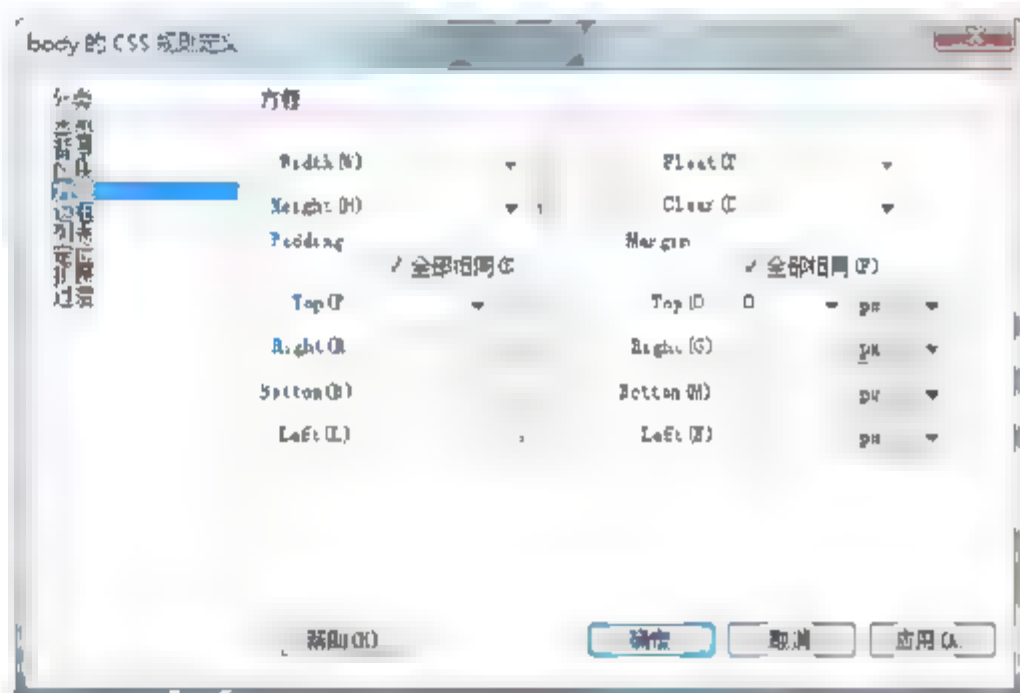 body 的 CSS 规则定义
分类
方框
Width(W)
Float(T
Height(H)
Clear(C
Padding
Margin
✓ 全部相同(S
✓ 全部相同(F)
Top(P
Top(O 0 px
Right(R
Right(G) px
Bottom(B)
Bottom(M) px
Left(L)
Left(E) px
帮助(H)
确定
取消
应用(A